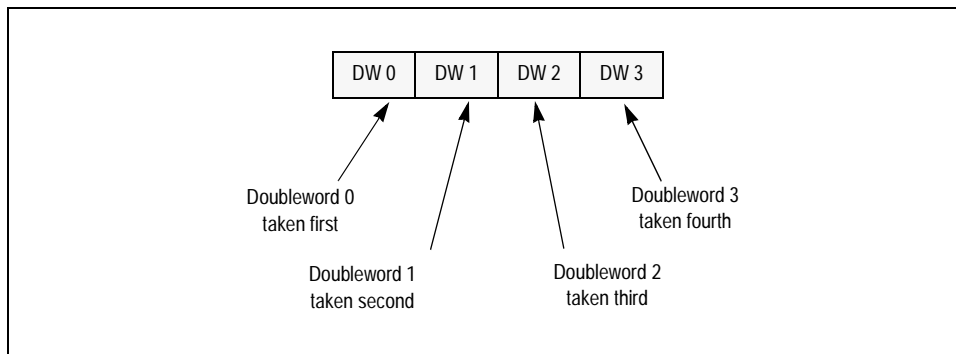 DW 0 DW 1 DW 2 DW 3
Doubleword 0
taken first
Doubleword 3
taken fourth
Doubleword 1
taken second
Doubleword 2
taken third